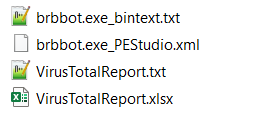 brbbot.exe_bintext.txt
brbbot.exe_PEStudio.xml
VirusTotalReport.txt
VirusTotalReport.xlsx